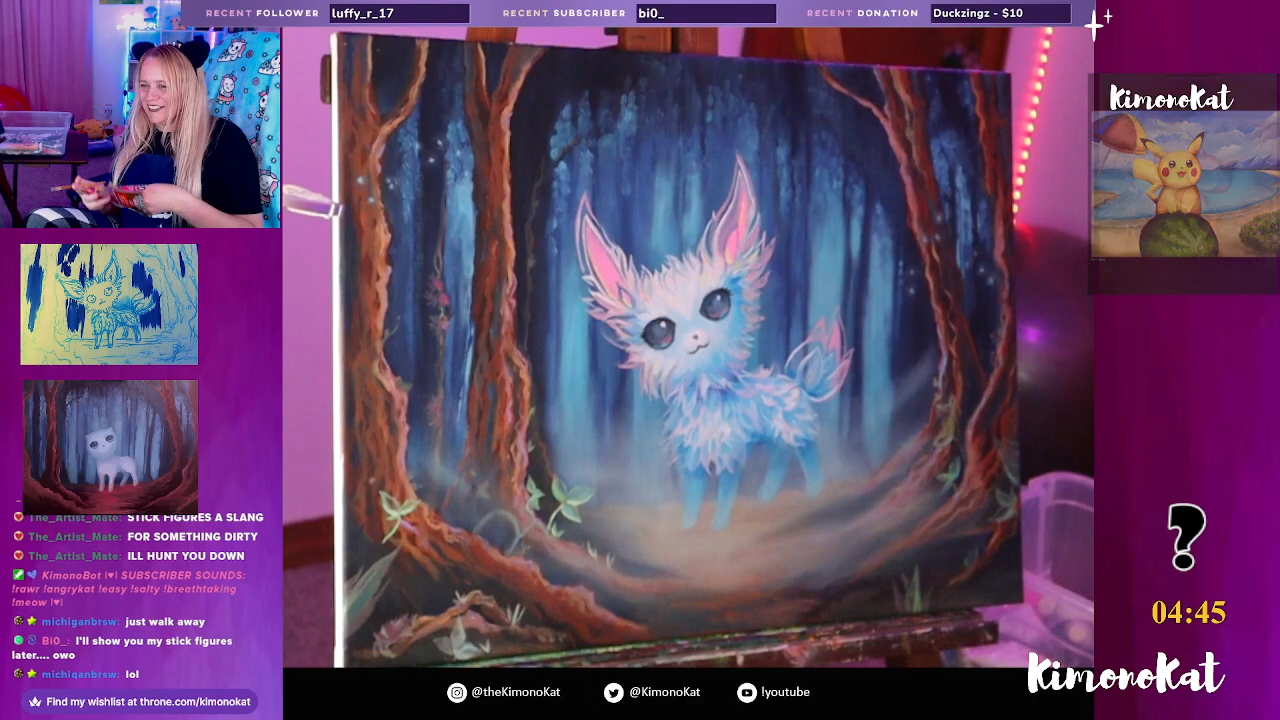 RECENT FOLLOWER luffy_r_17 RECENT SUBSCRIBER bi0_ RECENT DONATION Duckzingz - $10
KimonoKat
The_Artist_Mate: STICK FIGURES A SLANG
The_Artist_Mate: FOR SOMETHING DIRTY
The_Artist_Mate: ILL HUNT YOU DOWN
KimonoBot |♥| SUBSCRIBER SOUNDS:
!rawr !angrykat !easy !salty !breathtaking
!meow |♥|
michiganbrsw: just walk away
Bi0_: I'll show you my stick figures
later.... owo
michiganbrsw: lol
Find my wishlist at throne.com/kimonokat
@theKimonoKat @KimonoKat !youtube
?
04:45
KimonoKat